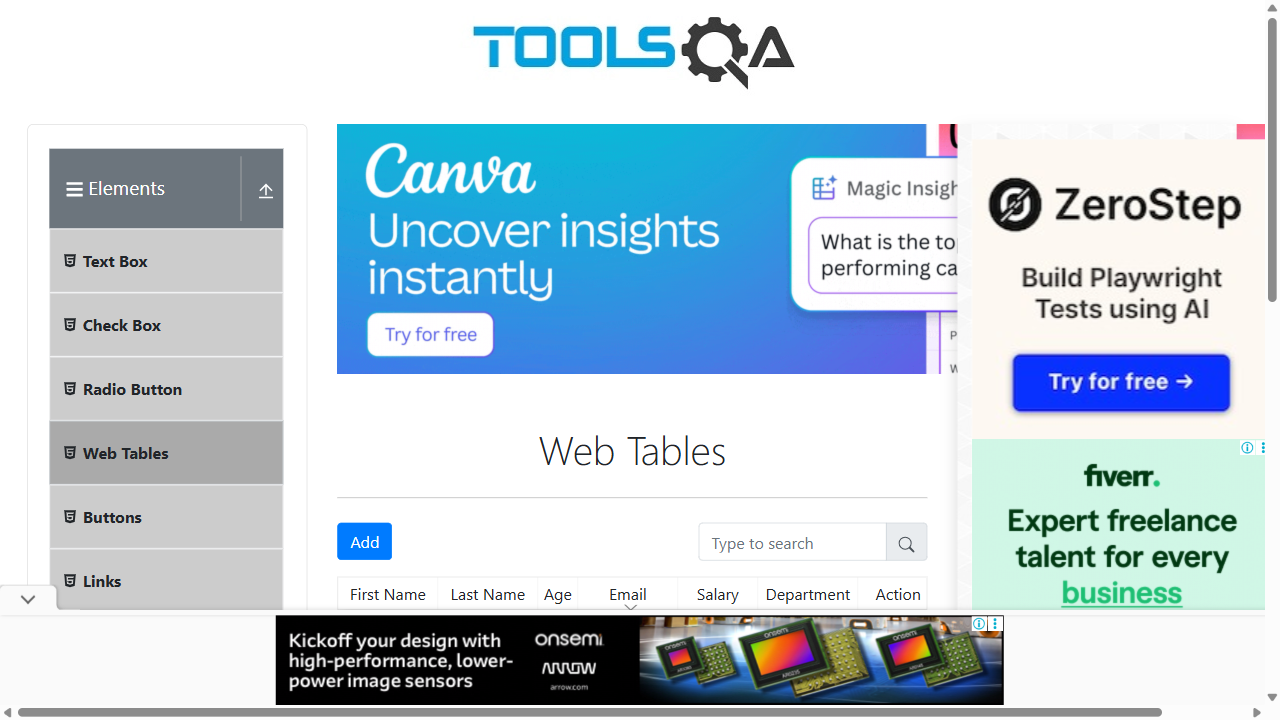 TOOLSQA
Elements
Text Box
Check Box
Radio Button
Web Tables
Buttons
Links
Canva
Uncover insights
instantly
Try for free
Magic Insigh
What is the to
performing ca
ZeroStep
Build Playwright
Tests using AI
Try for free →
fiverr.
Expert freelance
talent for every
business
Web Tables
Add
Type to search
First Name Last Name Age Email Salary Department Action
Kickoff your design with
high-performance, lower-
power image sensors
onsemi
ARROW
arrow.com
onsemi
onsemi
onsemi